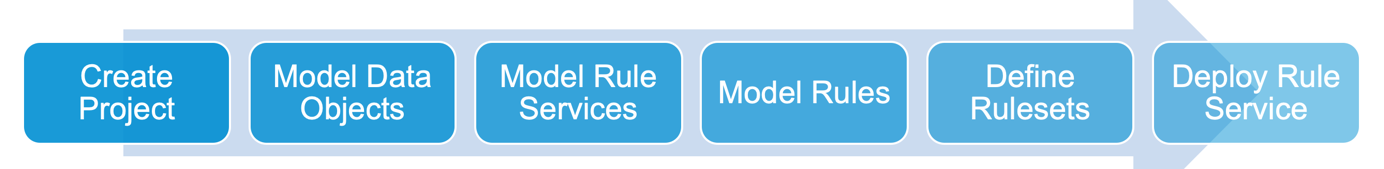 Create
Project
Model Data
Objects
Model Rule
Services
Model Rules
Define
Rulesets
Deploy Rule
Service